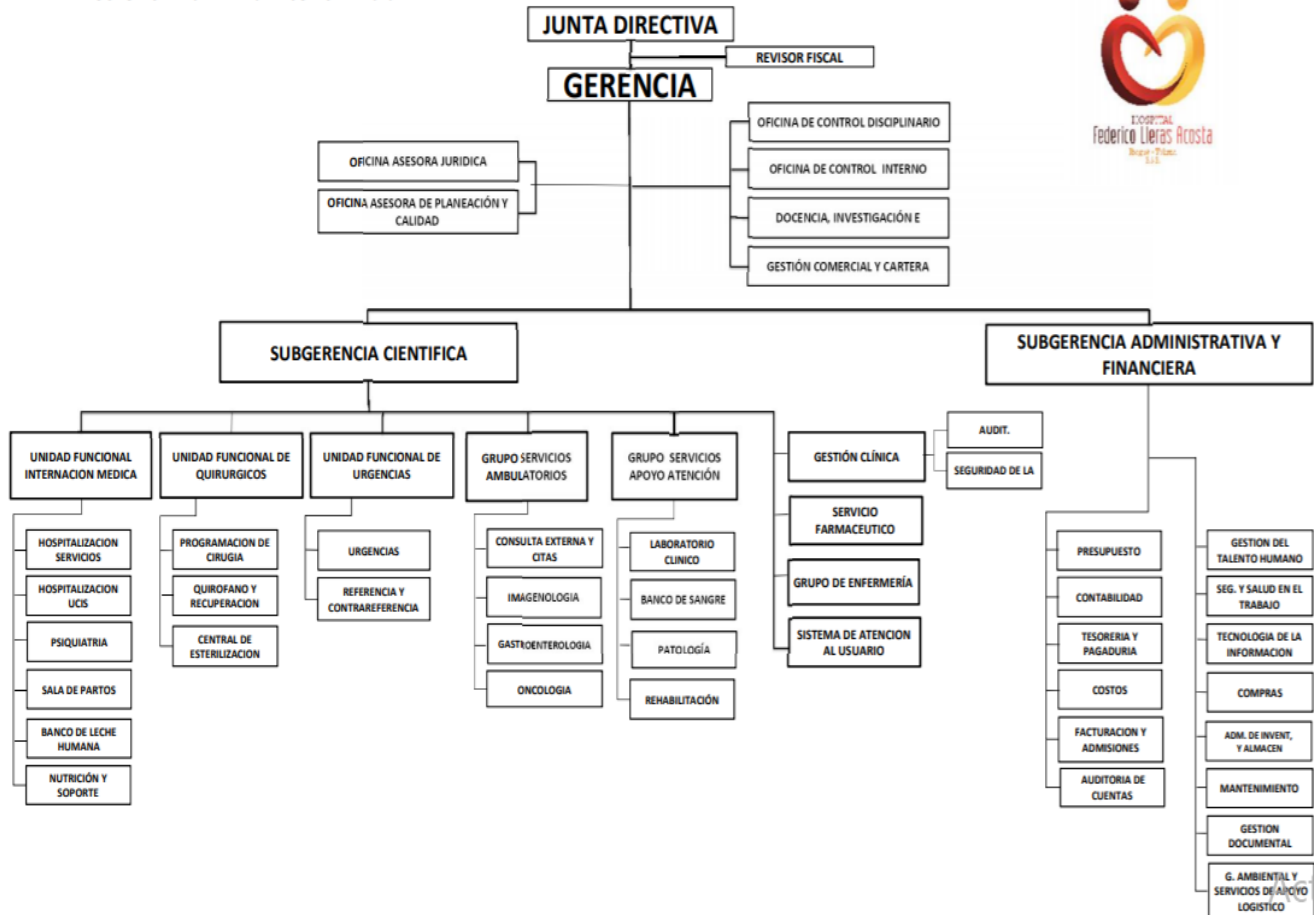 JUNTA DIRECTIVA
REVISOR FISCAL
GERENCIA
HOSPITAL
Federico Lleras Acosta
OFICINA DE CONTROL DISCIPLINARIO
OFICINA ASESORA JURIDICA
OFICINA DE CONTROL INTERNO
OFICINA ASESORA DE PLANEACIÓN Y
CALIDAD
DOCENCIA, INVESTIGACIÓN E
GESTIÓN COMERCIAL Y CARTERA
SUBGERENCIA CIENTIFICA
SUBGERENCIA ADMINISTRATIVA Y
FINANCIERA
UNIDAD FUNCIONAL
INTERNACION MEDICA
HOSPITALIZACION
SERVICIOS
HOSPITALIZACION
UCIS
PSIQUIATRIA
SALA DE PARTOS
BANCO DE LECHE
HUMANA
NUTRICIÓN Y
SOPORTE
UNIDAD FUNCIONAL DE
QUIRURGICOS
PROGRAMACION DE
CIRUGIA
QUIROFANO Y
RECUPERACION
CENTRAL DE
ESTERILIZACION
UNIDAD FUNCIONAL DE
URGENCIAS
URGENCIAS
REFERENCIA Y
CONTRAREFERENCIA
GRUPO SERVICIOS
AMBULATORIOS
CONSULTA EXTERNA Y
CITAS
IMAGENOLOGIA
GASTROENTEROLOGIA
ONCOLOGIA
GRUPO SERVICIOS
APOYO ATENCIÓN
LABORATORIO
CLINICO
BANCO DE SANGRE
PATOLOGÍA
REHABILITACIÓN
GESTIÓN CLÍNICA
AUDIT.
SEGURIDAD DE LA
SERVICIO
FARMACEUTICO
GRUPO DE ENFERMERÍA
SISTEMA DE ATENCION
AL USUARIO
PRESUPUESTO
CONTABILIDAD
TESORERIA Y
PAGADURIA
COSTOS
FACTURACION Y
ADMISIONES
AUDITORIA DE
CUENTAS
GESTION DEL
TALENTO HUMANO
SEG. Y SALUD EN EL
TRABAJO
TECNOLOGIA DE LA
INFORMACION
COMPRAS
ADM. DE INVENT,
Y ALMACEN
MANTENIMIENTO
GESTION
DOCUMENTAL
G. AMBIENTAL Y
SERVICIOS DE APOYO
LOGISTICO